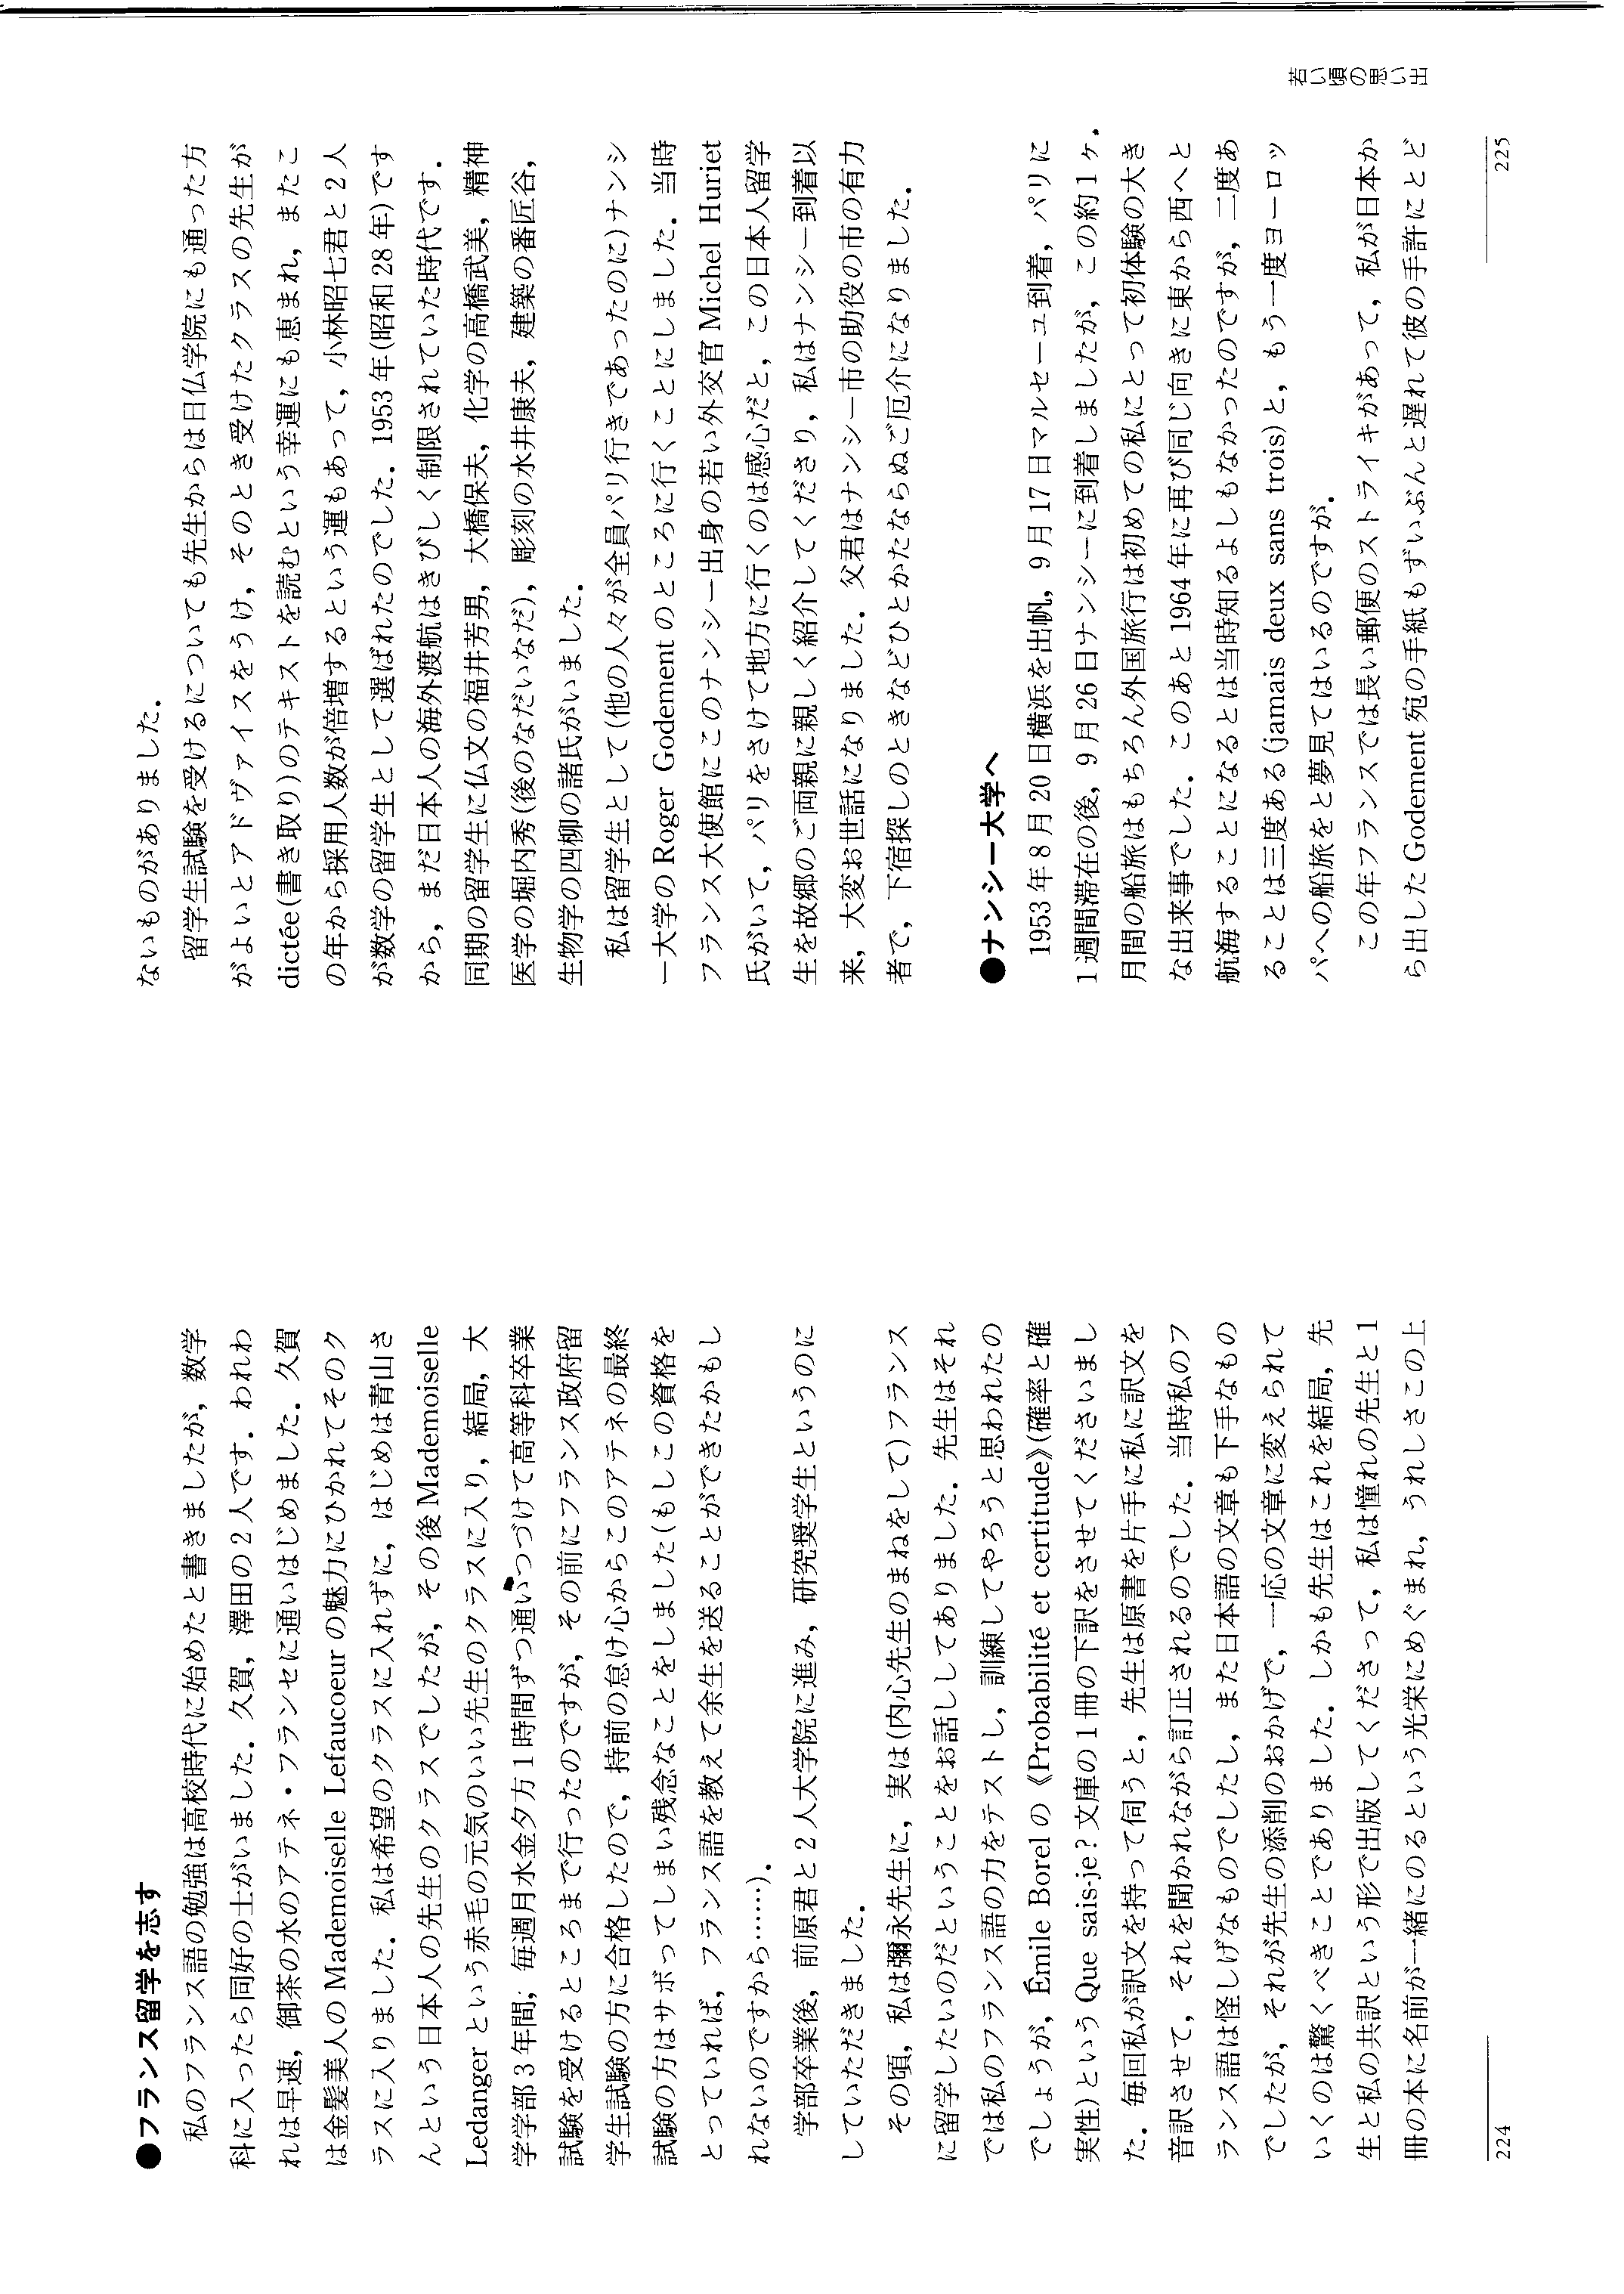 ●フランス留学を志す
私のフランス語の勉強は高校時代に始めたと書きましたが，数学
科に入ったら同好の士がいました．久賀，澤田の2人です．われわ
れは早速，御茶の水のアテネ・フランセに通いはじめました．久賀
は金髪美人の Mademoiselle Lefaucoeur の魅力にひかれてそのク
ラスに入りました．私は希望のクラスに入れずに，はじめは青山さ
んという日本人の先生のクラスでしたが，その後 Mademoiselle
Ledanger という赤毛の元気のいい先生のクラスに入り，結局，大
学学部3年間；毎週月水金夕方1時間ずつ通いつづけて高等科卒業
試験を受けるところまで行ったのですが，その前にフランス政府留
学生試験の方に合格したので，持前の怠け心からこのアテネの最終
試験の方はサボってしまい残念なことをしました(もしこの資格を
とっていれば，フランス語を教えて余生を送ることができたかもし
れないのですから……)．
学部卒業後，前原君と2人大学院に進み，研究奨学生というのに
していただきました．
その頃，私は彌永先生に，実は(内心先生のまねをして)フランス
に留学したいのだということをお話ししてありました．先生はそれ
では私のフランス語の力をテストし，訓練してやろうと思われたの
でしょうが，Émile Borel の《Probabilité et certitude》(確率と確
実性)という Que sais-je? 文庫の1冊の下訳をさせてくださいまし
た．毎回私が訳文を持って伺うと，先生は原書を片手に私に訳文を
音訳させて，それを聞かれながら訂正されるのでした．当時私のフ
ランス語は怪しげなものでしたし，また日本語の文章も下手なもの
でしたが，それが先生の添削のおかげで，一応の文章に変えられて
いくのは驚くべきことでありました．しかも先生はこれを結局，先
生と私の共訳という形で出版してくださって，私は憧れの先生と1
冊の本に名前が一緒にのるという光栄にめぐまれ，うれしさこの上
224
ないものがありました．
留学生試験を受けるについても先生からは日仏学院にも通った方
がよいとアドヴァイスをうけ，そのとき受けたクラスの先生が
dictée(書き取り)のテキストを読むという幸運にも恵まれ，またこ
の年から採用人数が倍増するという運もあって，小林昭七君と2人
が数学の留学生として選ばれたのでした．1953年(昭和28年)です
から，まだ日本人の海外渡航はきびしく制限されていた時代です．
同期の留学生に仏文の福井芳男，大橋保夫，化学の高橋武美，精神
医学の堀内秀(後のなだいなだ)，彫刻の水井康夫，建築の番匠谷，
生物学の四柳の諸氏がいました．
私は留学生として(他の人々が全員パリ行きであったのに)ナンシ
ー大学の Roger Godement のところに行くことにしました．当時
フランス大使館にこのナンシー出身の若い外交官 Michel Huriet
氏がいて，パリをさけて地方に行くのは感心だと，この日本人留学
生を故郷のご両親に親しく紹介してくださり，私はナンシー到着以
来，大変お世話になりました．父君はナンシー市の助役の市の有力
者で，下宿探しのときなどひとかたならぬご厄介になりました．
●ナンシー大学へ
1953年8月20日横浜を出帆，9月17日マルセーユ到着，パリに
1週間滞在の後，9月26日ナンシーに到着しましたが，この約1ヶ
月間の船旅はもちろん外国旅行は初めての私にとって初体験の大き
な出来事でした．このあと1964年に再び同じ向きに東から西へと
航海することになるとは当時知るよしもなかったのですが，二度あ
ることは三度ある(jamais deux sans trois)と，もう一度ヨーロッ
パへの船旅をと夢見てはいるのですが．
この年フランスでは長い郵便のストライキがあって，私が日本か
ら出した Godement 宛の手紙もずいぶんと遅れて彼の手許にとど
若い頃の思い出
225